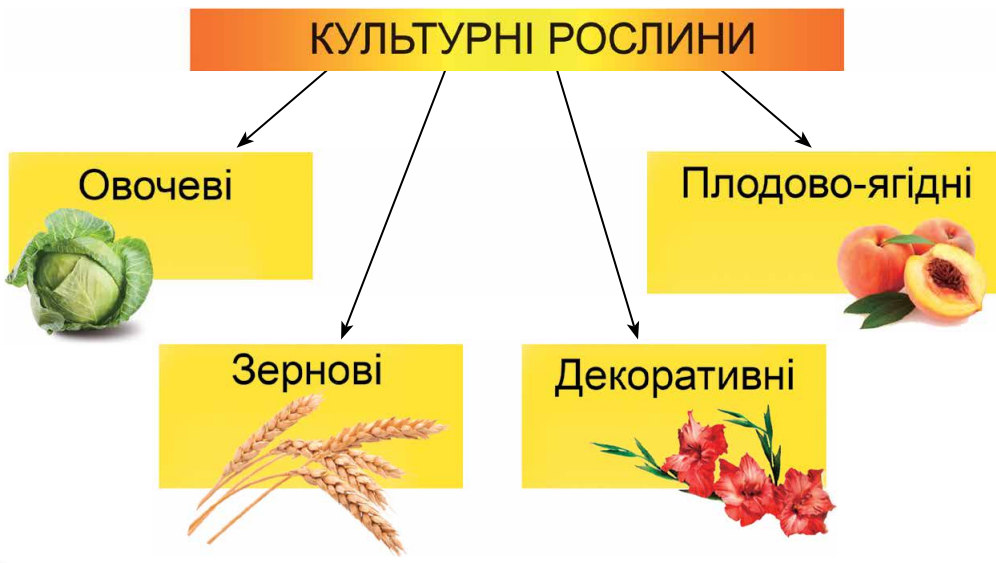 КУЛЬТУРНІ РОСЛИНИ
Овочеві
Плодово-ягідні
Зернові
Декоративні